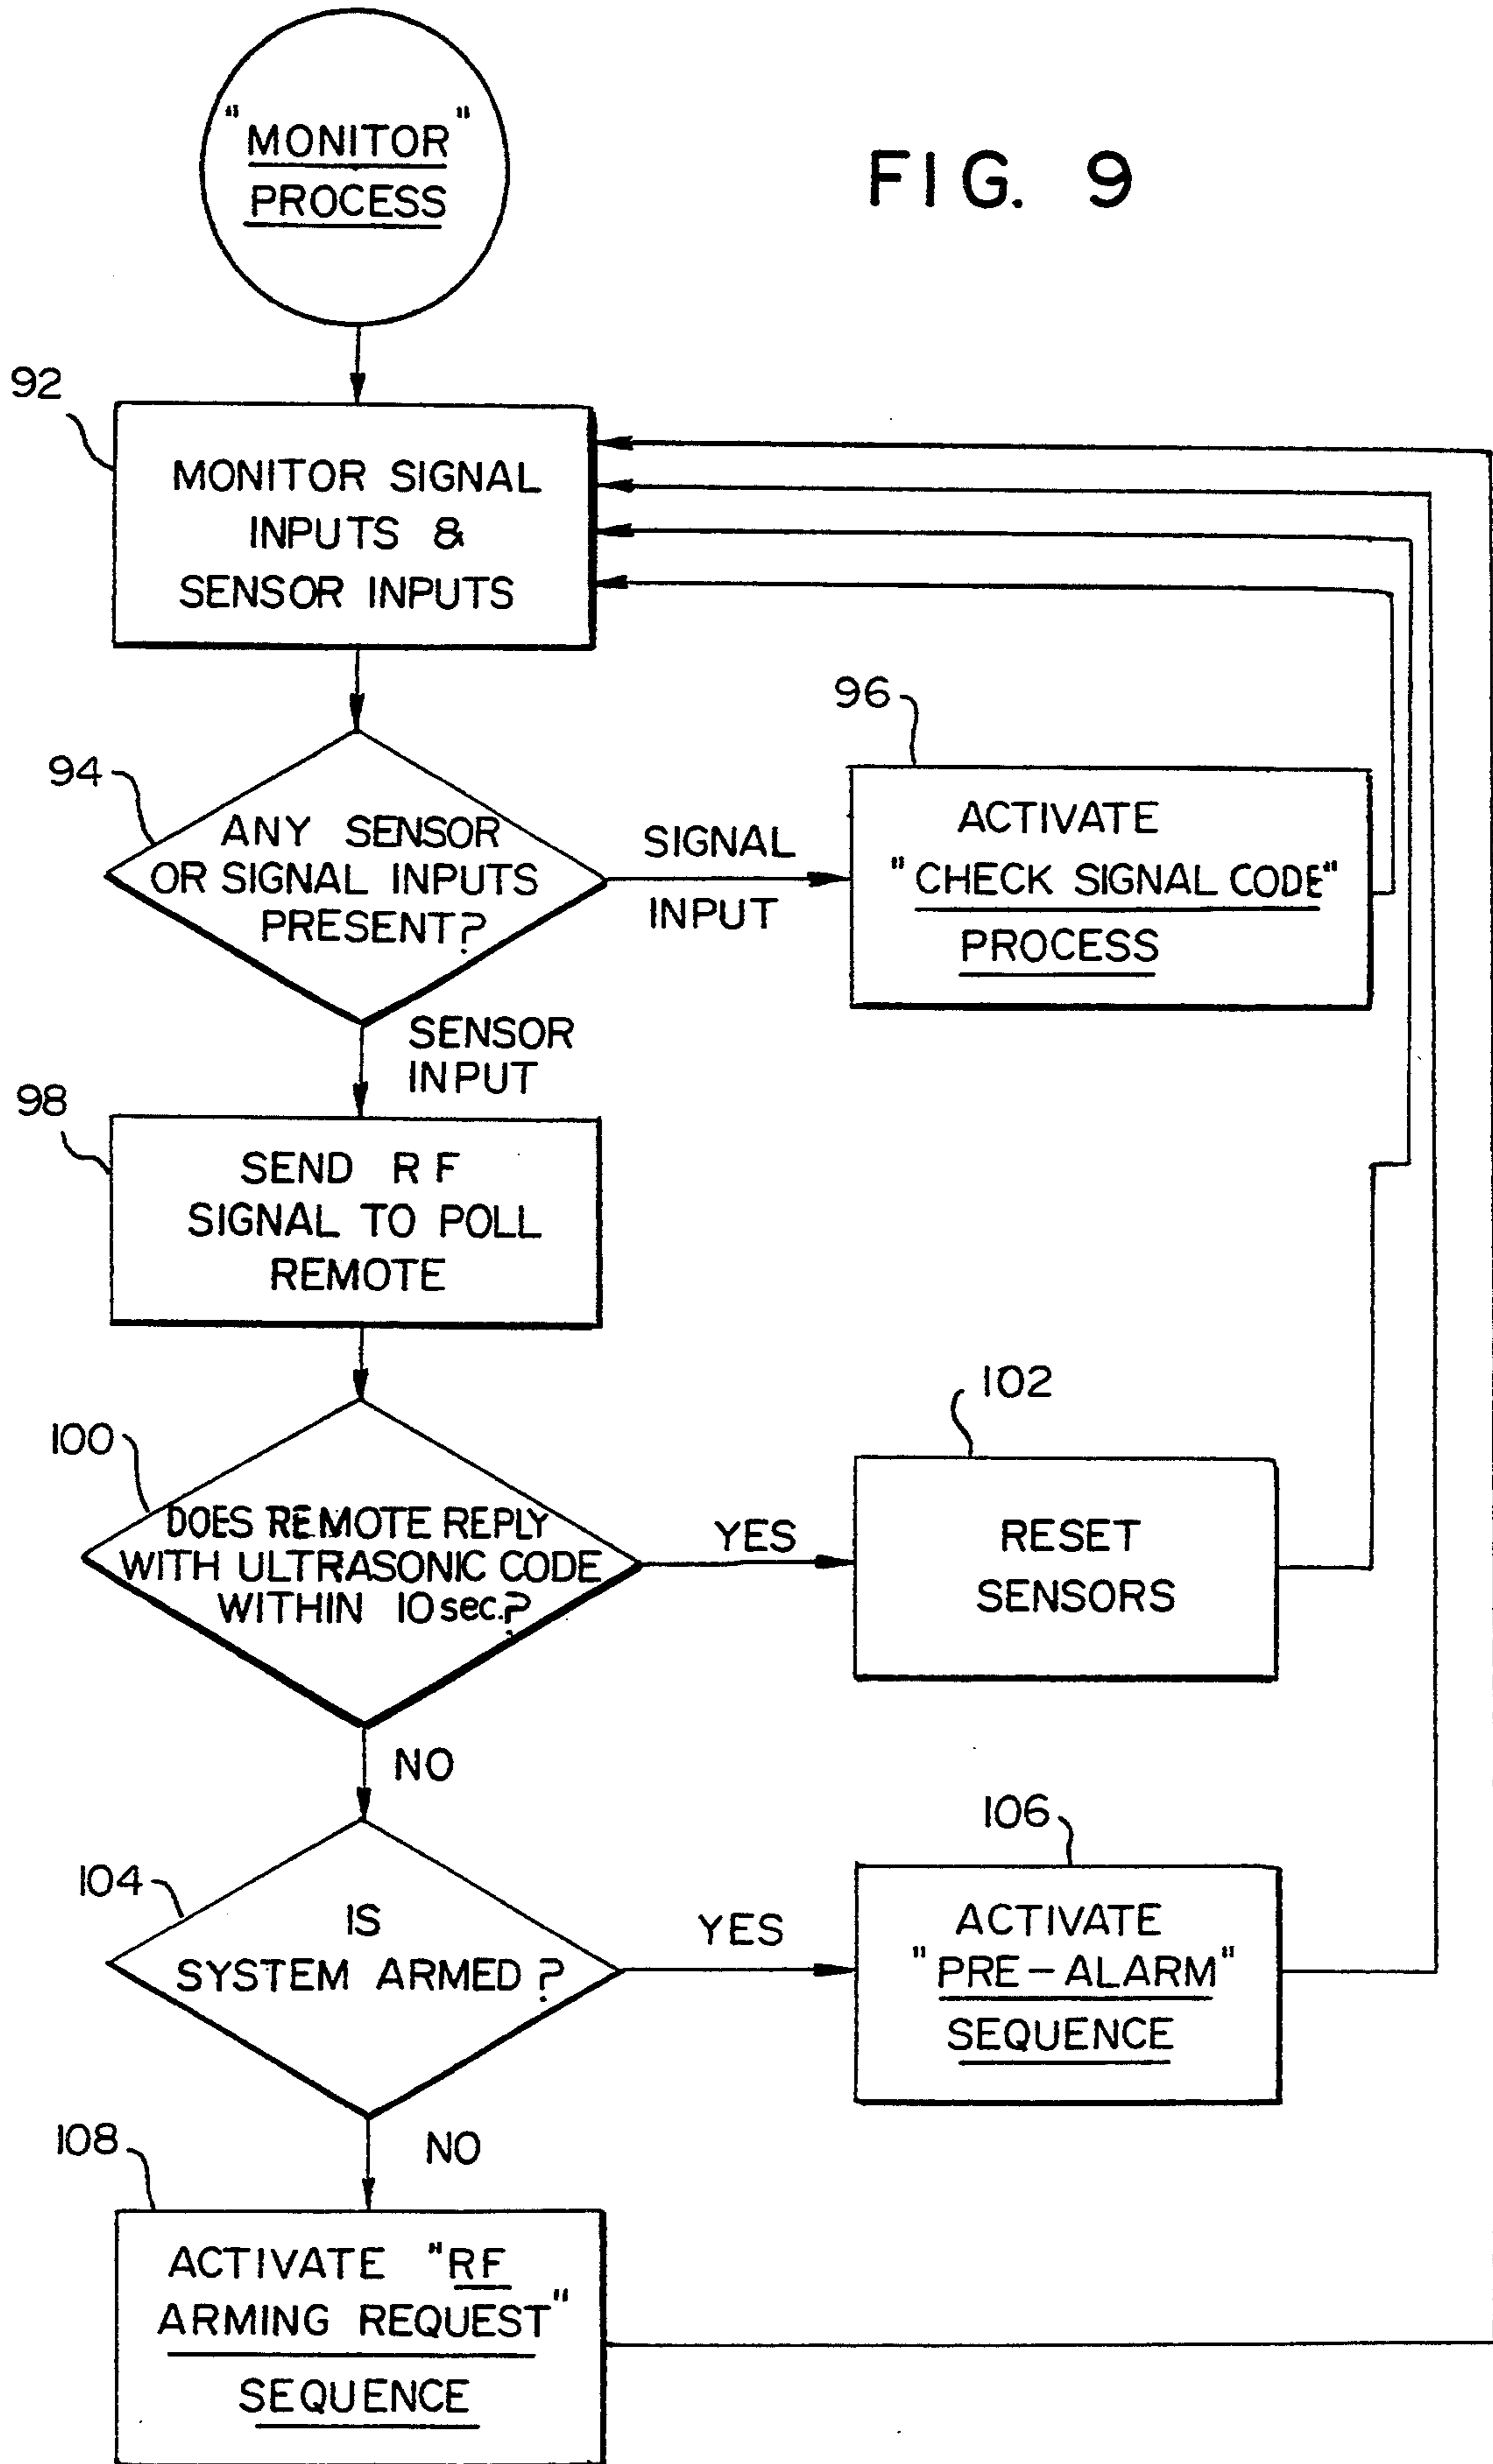 "MONITOR"
PROCESS
FIG. 9
92
MONITOR SIGNAL
INPUTS &
SENSOR INPUTS
94
ANY SENSOR
OR SIGNAL INPUTS
PRESENT?
SIGNAL
INPUT
96
ACTIVATE
"CHECK SIGNAL CODE"
PROCESS
SENSOR
INPUT
98
SEND RF
SIGNAL TO POLL
REMOTE
100
DOES REMOTE REPLY
WITH ULTRASONIC CODE
WITHIN 10 sec.?
YES
102
RESET
SENSORS
NO
104
IS
SYSTEM ARMED?
YES
106
ACTIVATE
"PRE-ALARM"
SEQUENCE
NO
108
ACTIVATE "RF
ARMING REQUEST"
SEQUENCE